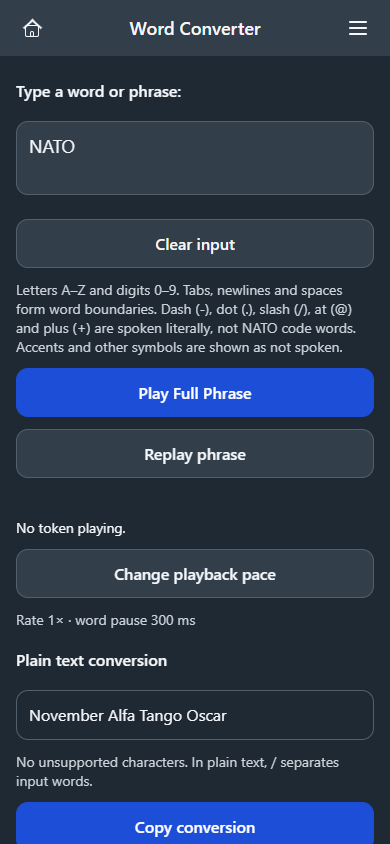 Word Converter
Type a word or phrase:
NATO
Clear input
Letters A–Z and digits 0–9. Tabs, newlines and spaces
form word boundaries. Dash (-), dot (.), slash (/), at (@)
and plus (+) are spoken literally, not NATO code words.
Accents and other symbols are shown as not spoken.
Play Full Phrase
Replay phrase
No token playing.
Change playback pace
Rate 1× · word pause 300 ms
Plain text conversion
November Alfa Tango Oscar
No unsupported characters. In plain text, / separates
input words.
Copy conversion